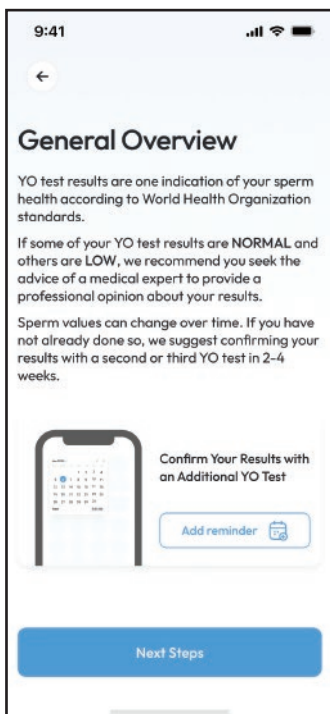 9:41
General Overview
YO test results are one indication of your sperm
health according to World Health Organization
standards.
If some of your YO test results are NORMAL and
others are LOW, we recommend you seek the
advice of a medical expert to provide a
professional opinion about your results.
Sperm values can change over time. If you have
not already done so, we suggest confirming your
results with a second or third YO test in 2-4
weeks.
Confirm Your Results with
an Additional YO Test
Add reminder
Next Steps